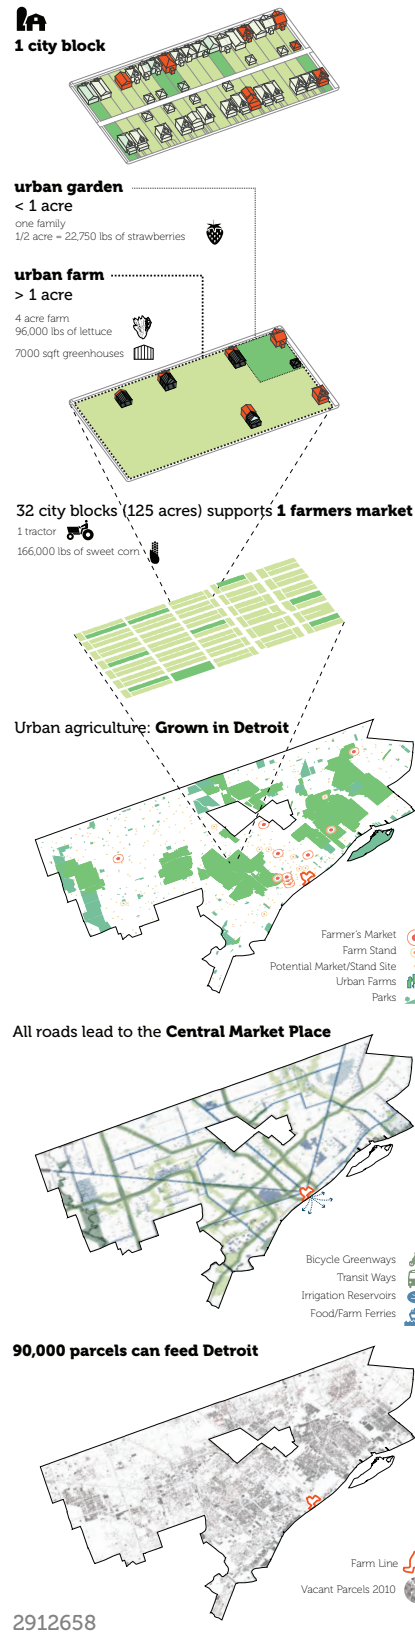 1 city block
urban garden
< 1 acre
one family
1/2 acre = 22,750 lbs of strawberries
urban farm
> 1 acre
4 acre farm
96,000 lbs of lettuce
7000 sqft greenhouses
32 city blocks (125 acres) supports 1 farmers market
1 tractor
166,000 lbs of sweet corn
Urban agriculture: Grown in Detroit
Farmer's Market
Farm Stand
Potential Market/Stand Site
Urban Farms
Parks
All roads lead to the Central Market Place
Bicycle Greenways
Transit Ways
Irrigation Reservoirs
Food/Farm Ferries
90,000 parcels can feed Detroit
Farm Line
Vacant Parcels 2010
2912658